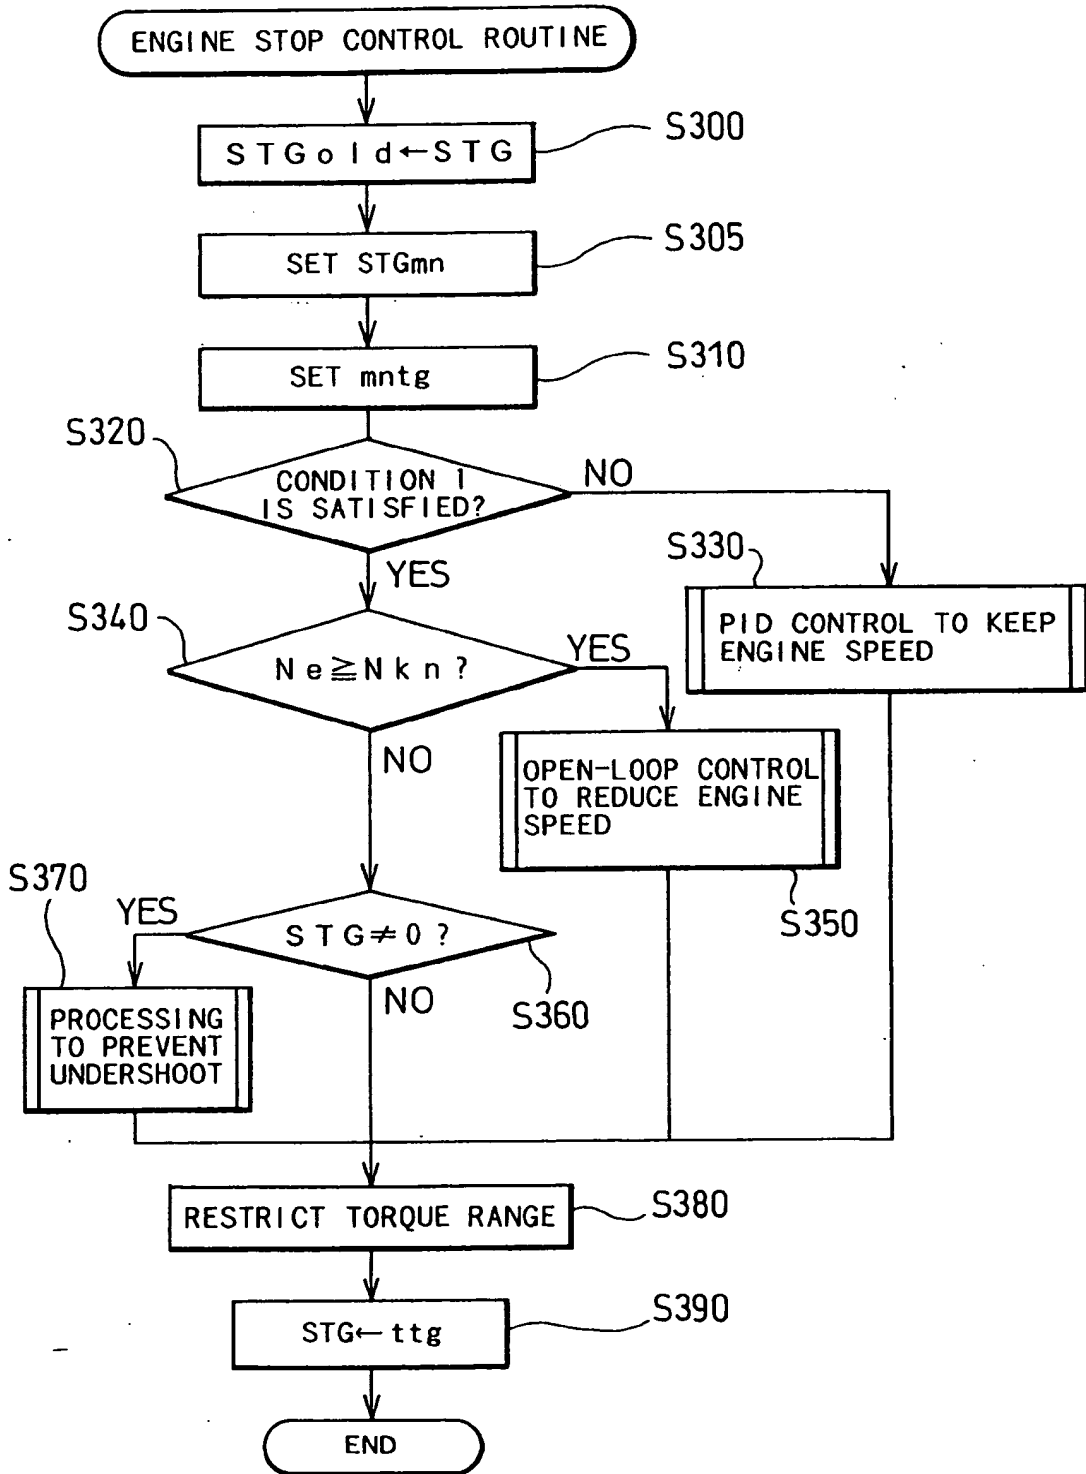 ENGINE STOP CONTROL ROUTINE
S300
STGold←STG
S305
SET STGmn
S310
SET mntg
S320
CONDITION 1
IS SATISFIED?
NO
YES
S330
PID CONTROL TO KEEP
ENGINE SPEED
S340
Ne≧Nkn?
YES
NO
OPEN-LOOP CONTROL
TO REDUCE ENGINE
SPEED
S350
S370
YES
STG≠0?
NO
S360
PROCESSING
TO PREVENT
UNDERSHOOT
RESTRICT TORQUE RANGE
S380
STG←ttg
S390
END